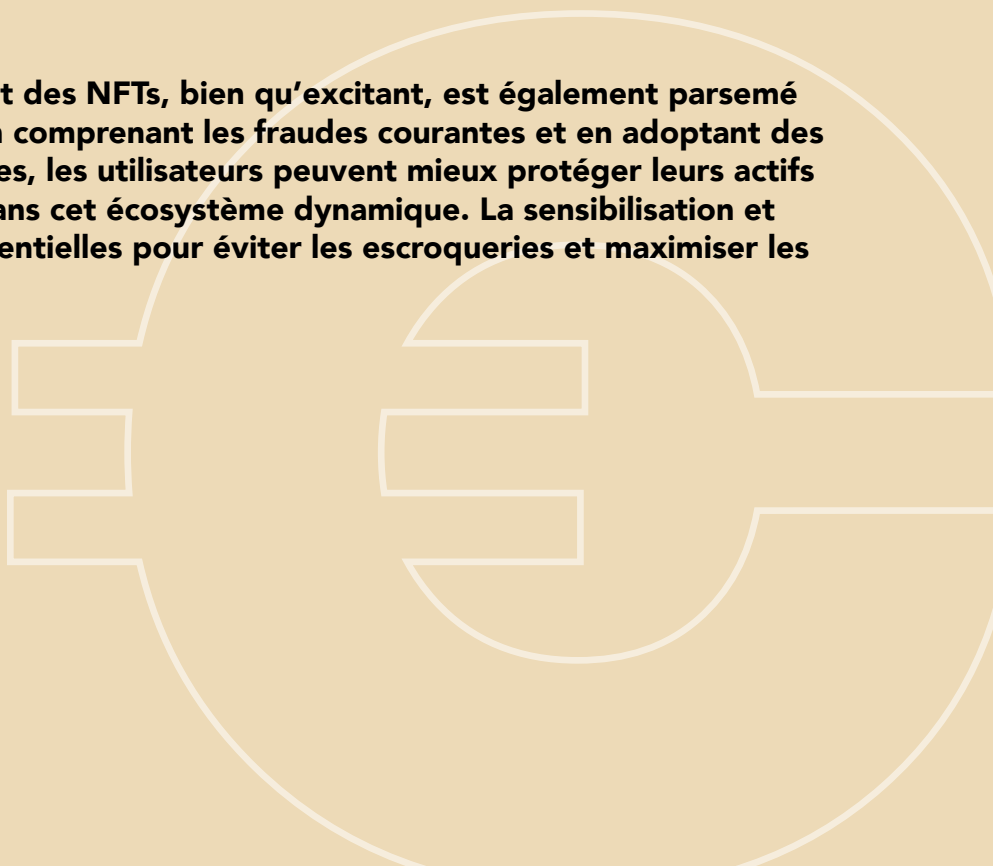 t des NFTs, bien qu’excitant, est également parsemé
comprenant les fraudes courantes et en adoptant des
es, les utilisateurs peuvent mieux protéger leurs actifs
ans cet écosystème dynamique. La sensibilisation et
entielles pour éviter les escroqueries et maximiser les